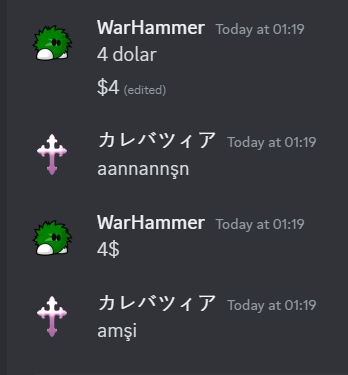 WarHammer Today at 01:19
4 dolar
$4 (edited)
カレバツィア Today at 01:19
aannannşn
WarHammer Today at 01:19
4$
カレバツィア Today at 01:19
amşi